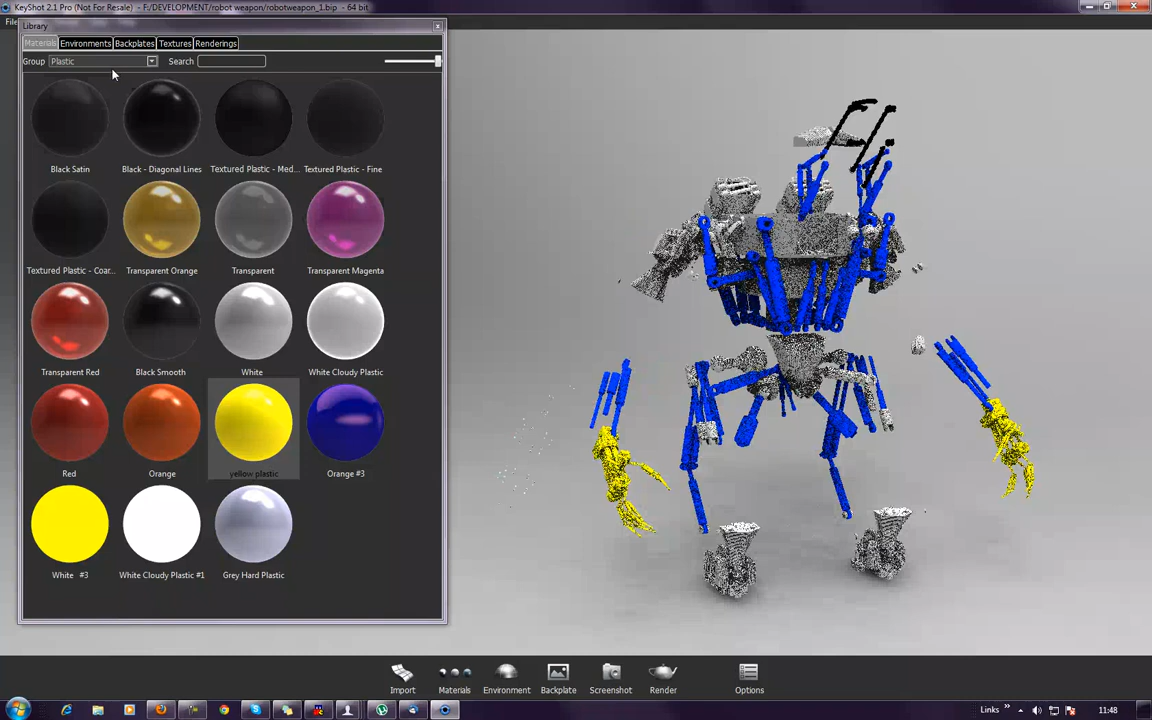 KeyShot 2.1 Pro (Not For Resale) - F:/DEVELOPMENT/robot weapon/robotweapon_1.bip - 64 bit
File
Library
Materials Environments Backplates Textures Renderings
Group Plastic Search
Black Satin Black - Diagonal Lines Textured Plastic - Med... Textured Plastic - Fine
Textured Plastic - Coar... Transparent Orange Transparent Transparent Magenta
Transparent Red Black Smooth White White Cloudy Plastic
Red Orange yellow plastic Orange #3
White #3 White Cloudy Plastic #1 Grey Hard Plastic
Import Materials Environment Backplate Screenshot Render Options
Links » 11:48